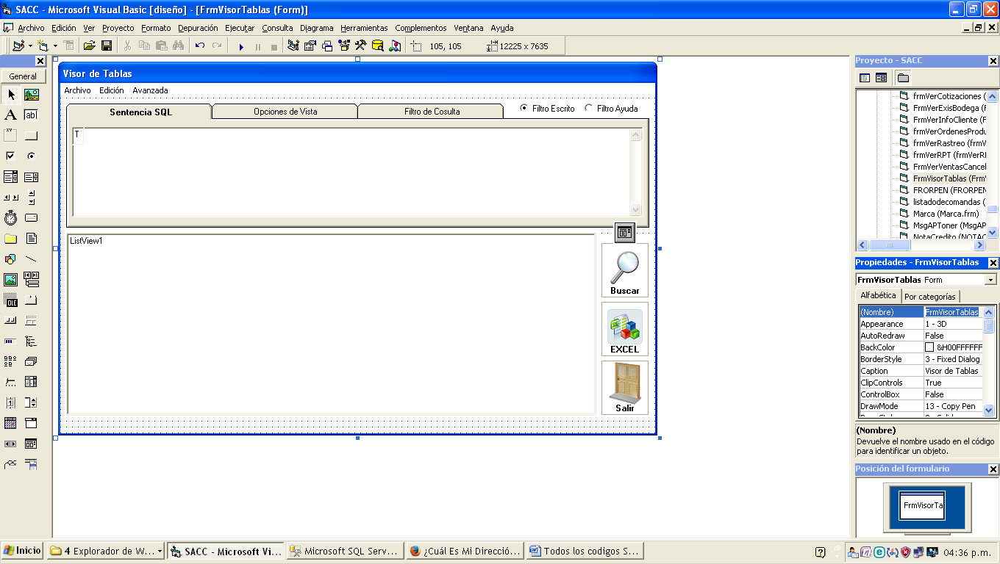 SACC - Microsoft Visual Basic [diseño] - [FrmVisorTablas (Form)]
Archivo Edición Ver Proyecto Formato Depuración Ejecutar Consulta Diagrama Herramientas Complementos Ventana Ayuda
105, 105 12225 x 7635
General
A ab|
xy
OLE
Visor de Tablas
Archivo Edición Avanzada
Sentencia SQL Opciones de Vista Filtro de Cosulta Filtro Escrito Filtro Ayuda
T
ListView1
Buscar
EXCEL
Salir
Proyecto - SACC
frmVerCotizaciones (
FrmVerExisBodega (F
FrmVerInfoCliente (F
frmVerOrdenesProdu
frmVerRastreo (frmV
frmVerRPT (frmVerRI
FrmVerVentasCancel
FrmVisorTablas (Frm
FRORPEN (FRORPEN
listadodecomandas (
Marca (Marca.frm)
MsgAPToner (MsgAP
NotaCredito (NOTAC
Propiedades - FrmVisorTablas
FrmVisorTablas Form
Alfabética Por categorías
(Nombre) FrmVisorTablas
Appearance 1 - 3D
AutoRedraw False
BackColor &H00FFFFFF
BorderStyle 3 - Fixed Dialog
Caption Visor de Tablas
ClipControls True
ControlBox False
DrawMode 13 - Copy Pen
(Nombre)
Devuelve el nombre usado en el código
para identificar un objeto.
Posición del formulario
FrmVisorTa
Inicio 4 Explorador de W... SACC - Microsoft Vi... Microsoft SQL Serv... ¿Cuál Es Mi Direcció... Todos los codigos S... 04:36 p.m.